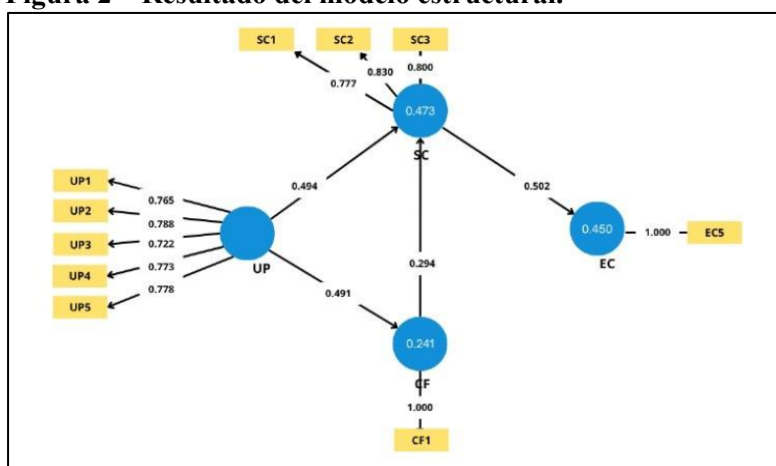 Figura 2 – Resultado del modelo estructural.
SC1
SC2
SC3
0.777
0.830
0.800
0.473
SC
0.494
0.502
UP1
UP2
UP3
UP4
UP5
0.765
0.788
0.722
0.773
0.778
UP
0.450
EC
1.000
EC5
0.294
0.491
0.241
CF
1.000
CF1